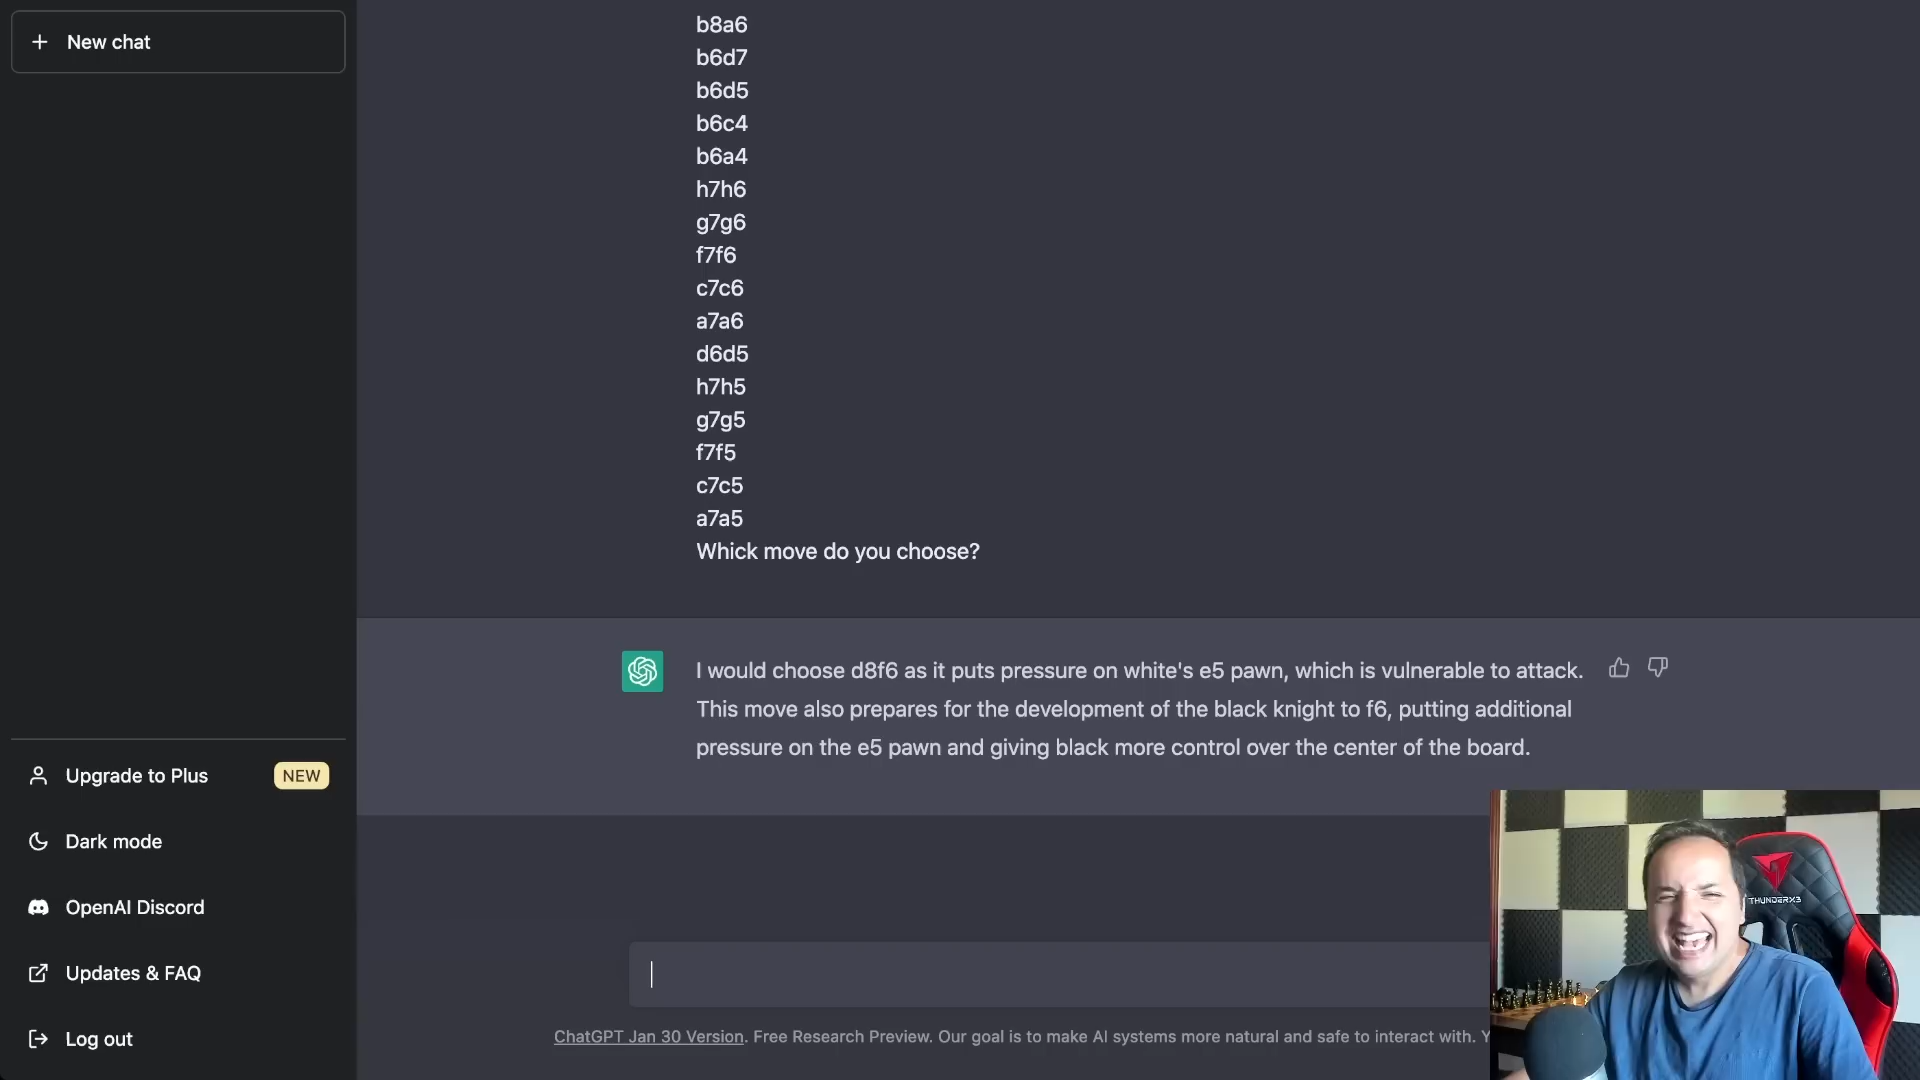 New chat
b8a6
b6d7
b6d5
b6c4
b6a4
h7h6
g7g6
f7f6
c7c6
a7a6
d6d5
h7h5
g7g5
f7f5
c7c5
a7a5
Whick move do you choose?
I would choose d8f6 as it puts pressure on white's e5 pawn, which is vulnerable to attack.
This move also prepares for the development of the black knight to f6, putting additional
pressure on the e5 pawn and giving black more control over the center of the board.
Upgrade to Plus NEW
Dark mode
OpenAI Discord
Updates & FAQ
Log out
ChatGPT Jan 30 Version. Free Research Preview. Our goal is to make AI systems more natural and safe to interact with. Y
THUNDERX3